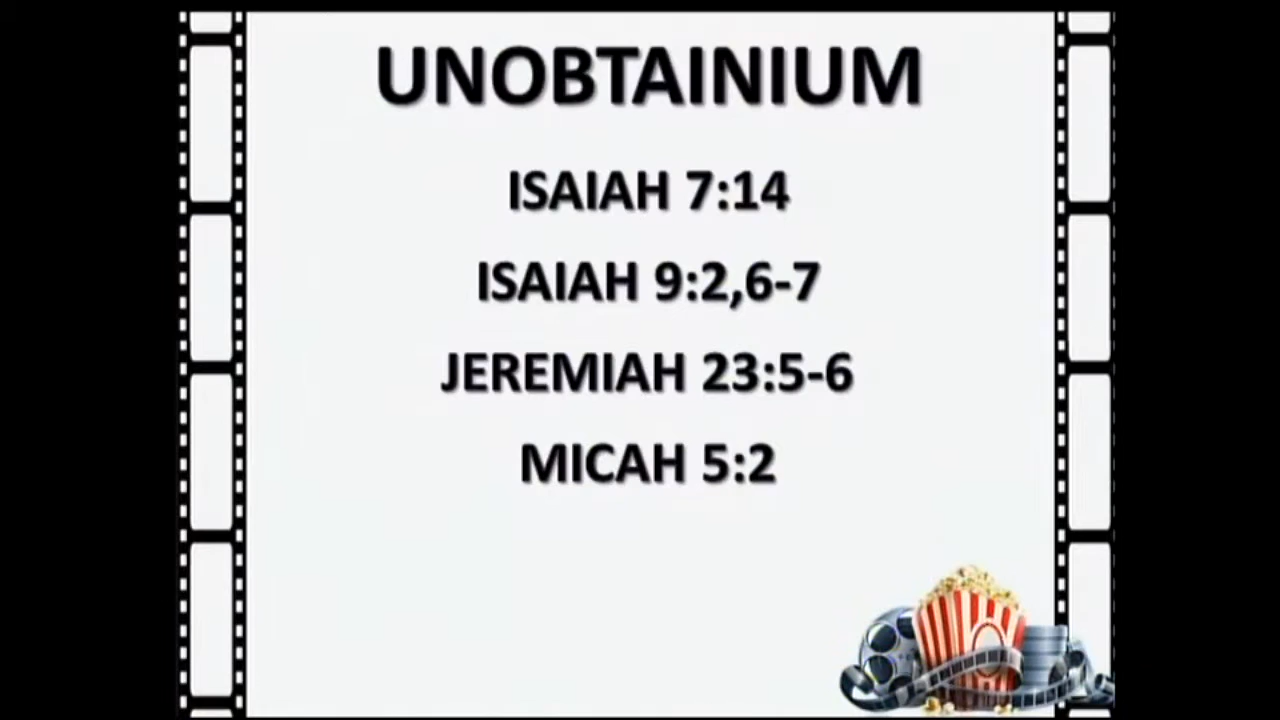 UNOBTAINIUM
ISAIAH 7:14
ISAIAH 9:2,6-7
JEREMIAH 23:5-6
MICAH 5:2